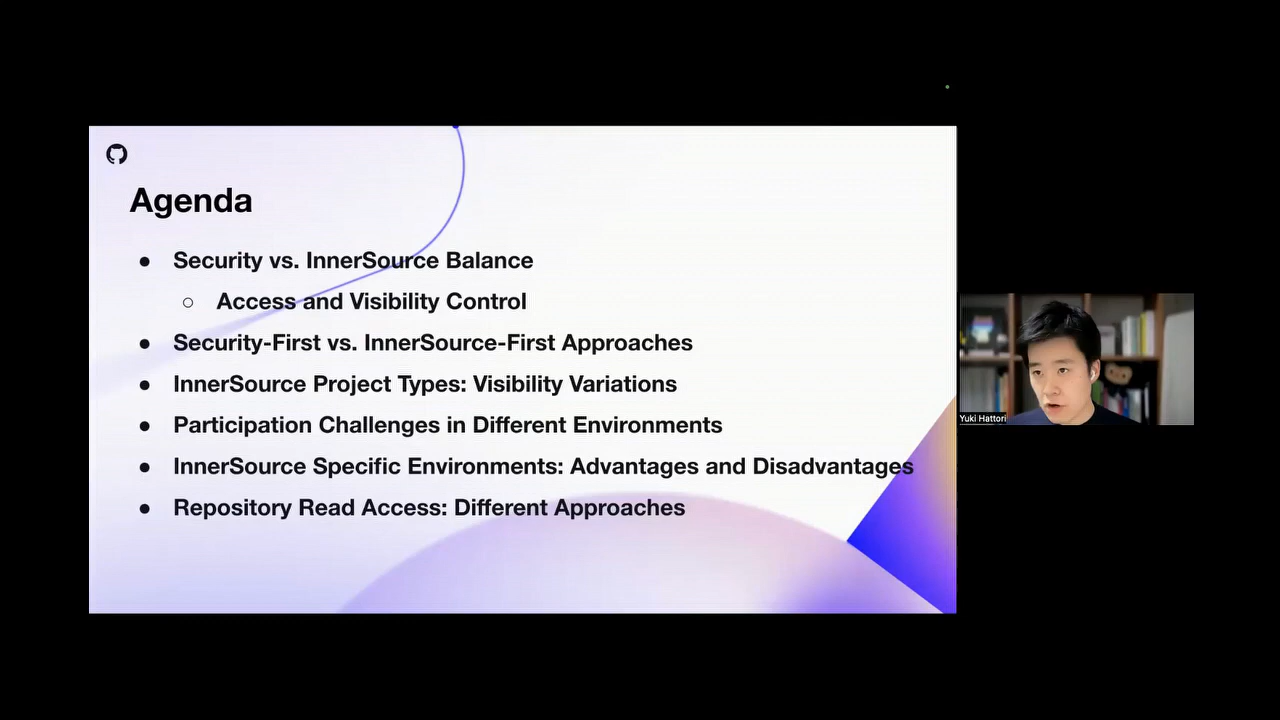 Agenda
● Security vs. InnerSource Balance
○ Access and Visibility Control
● Security-First vs. InnerSource-First Approaches
● InnerSource Project Types: Visibility Variations
● Participation Challenges in Different Environments
● InnerSource Specific Environments: Advantages and Disadvantages
● Repository Read Access: Different Approaches
Yuki Hattori